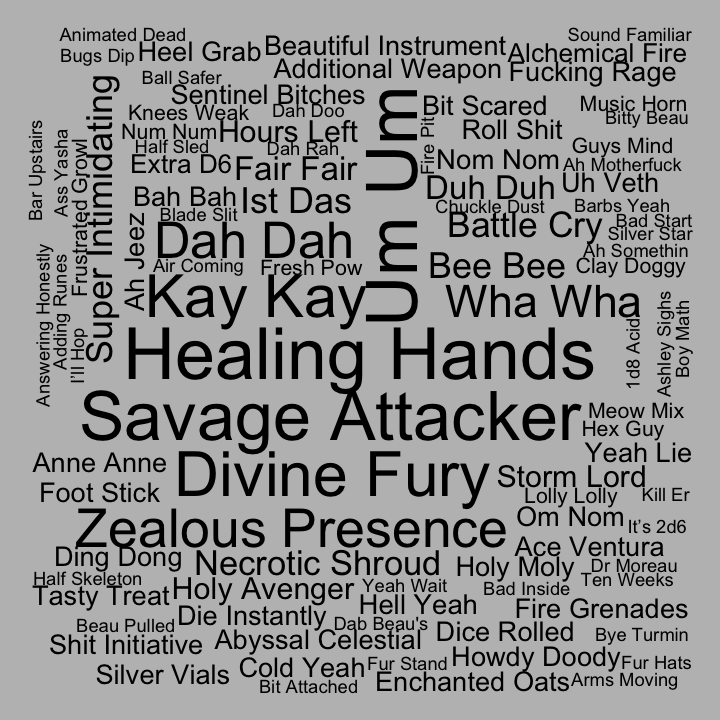 Animated Dead
Sound Familiar
Bugs Dip
Heel Grab
Beautiful Instrument
Alchemical Fire
Ball Safer
Additional Weapon
Fucking Rage
Sentinel Bitches
Um Um
Bit Scared
Music Horn
Knees Weak
Dah Doo
Bitty Beau
Num Num
Hours Left
Fire Pit
Roll Shit
Half Sled
Dah Rah
Guys Mind
Extra D6
Fair Fair
Nom Nom
Ah Motherfuck
Bar Upstairs
Ass Yasha
Frustrated Growl
Super Intimidating
Duh Duh
Uh Veth
Bah Bah
Ist Das
Chuckle Dust
Barbs Yeah
Blade Slit
Battle Cry
Bad Start
Silver Star
Ah Jeez
Dah Dah
Ah Somethin
Air Coming
Fresh Pow
Bee Bee
Clay Doggy
Answering Honestly
Adding Runes
I'll Hop
Kay Kay
Wha Wha
1d8 Acid
Ashley Sighs
Boy Math
Healing Hands
Savage Attacker
Meow Mix
Hex Guy
Yeah Lie
Anne Anne
Divine Fury
Storm Lord
Foot Stick
Lolly Lolly
Kill Er
Zealous Presence
Om Nom
It's 2d6
Ding Dong
Necrotic Shroud
Ace Ventura
Holy Moly
Dr Moreau
Half Skeleton
Ten Weeks
Tasty Treat
Holy Avenger
Yeah Wait
Bad Inside
Hell Yeah
Fire Grenades
Die Instantly
Beau Pulled
Dab Beau's
Dice Rolled
Bye Turmin
Shit Initiative
Abyssal Celestial
Howdy Doody
Silver Vials
Cold Yeah
Fur Stand
Fur Hats
Bit Attached
Enchanted Oats
Arms Moving